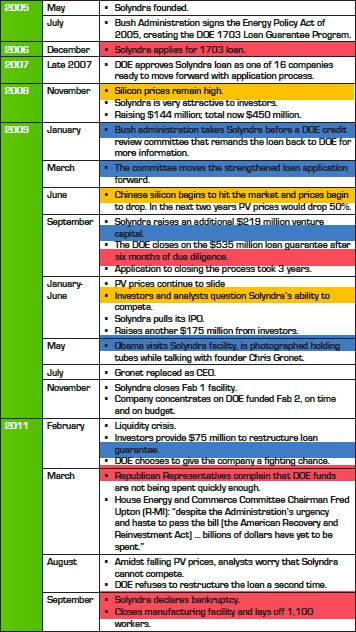 2005 May • Solyndra founded.
July • Bush Administration signs the Energy Policy Act of
2005, creating the DOE 1703 Loan Guarantee Program.
2006 December • Solyndra applies for 1703 loan.
2007 Late 2007 • DOE approves Solyndra loan as one of 16 companies
ready to move forward with application process.
2008 November • Silicon prices remain high.
• Solyndra is very attractive to investors.
• Raising $144 million; total now $450 million.
2009 January • Bush administration takes Solyndra before a DOE credit
review committee that remands the loan back to DOE for
more information.
March • The committee moves the strengthened loan application
forward.
June • Chinese silicon begins to hit the market and prices begin
to drop. In the next two years PV prices would drop 50%.
September • Solyndra raises an additional $219 million venture
capital.
• The DOE closes on the $535 million loan guarantee after
six months of due diligence.
• Application to closing the process took 3 years.
January- • PV prices continue to slide
June • Investors and analysts question Solyndra's ability to
compete.
• Solyndra pulls its IPO.
• Raises another $175 million from investors.
May • Obama visits Solyndra facility, is photographed holding
tubes while talking with founder Chris Gronet.
July • Gronet replaced as CEO.
November • Solyndra closes Fab 1 facility.
• Company concentrates on DOE funded Fab 2, on time
and on budget.
2011 February • Liquidity crisis.
• Investors provide $75 million to restructure loan
guarantee.
• DOE chooses to give the company a fighting chance.
March • Republican Representatives complain that DOE funds
are not being spent quickly enough.
• House Energy and Commerce Committee Chairman Fred
Upton (R-MI): "despite the Administration's urgency
and haste to pass the bill [the American Recovery and
Reinvestment Act] ... billions of dollars have yet to be
spent."
August • Amidst falling PV prices, analysts worry that Solyndra
cannot compete.
• DOE refuses to restructure the loan a second time.
September • Solyndra declares bankruptcy.
• Closes manufacturing facility and lays off 1,100
workers.